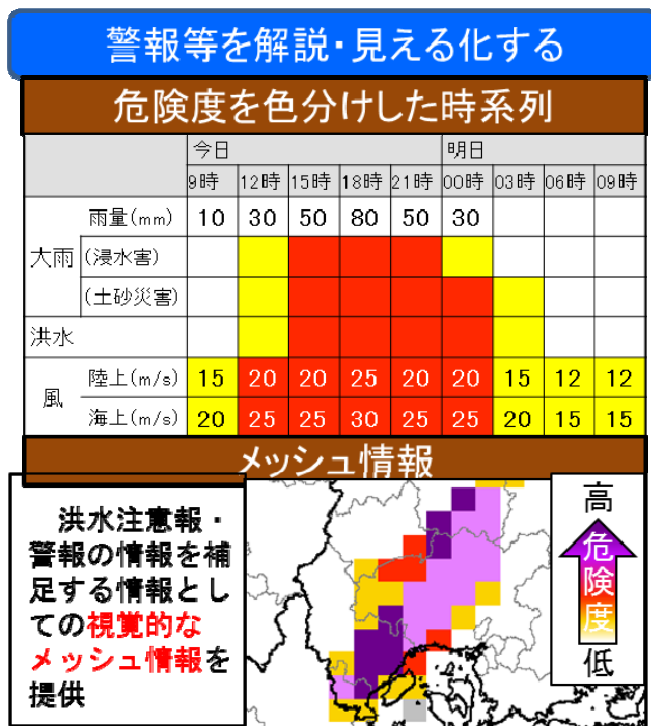 警報等を解説・見える化する
危険度を色分けした時系列
今日 明日
9時 12時 15時 18時 21時 00時 03時 06時 09時
雨量(mm) 10 30 50 80 50 30
大雨 (浸水害)
(土砂災害)
洪水
風 陸上(m/s) 15 20 20 25 20 20 15 12 12
海上(m/s) 20 25 25 30 25 25 20 15 15
メッシュ情報
洪水注意報・
警報の情報を補
足する情報とし
ての視覚的な
メッシュ情報を
提供
高
危険度
低